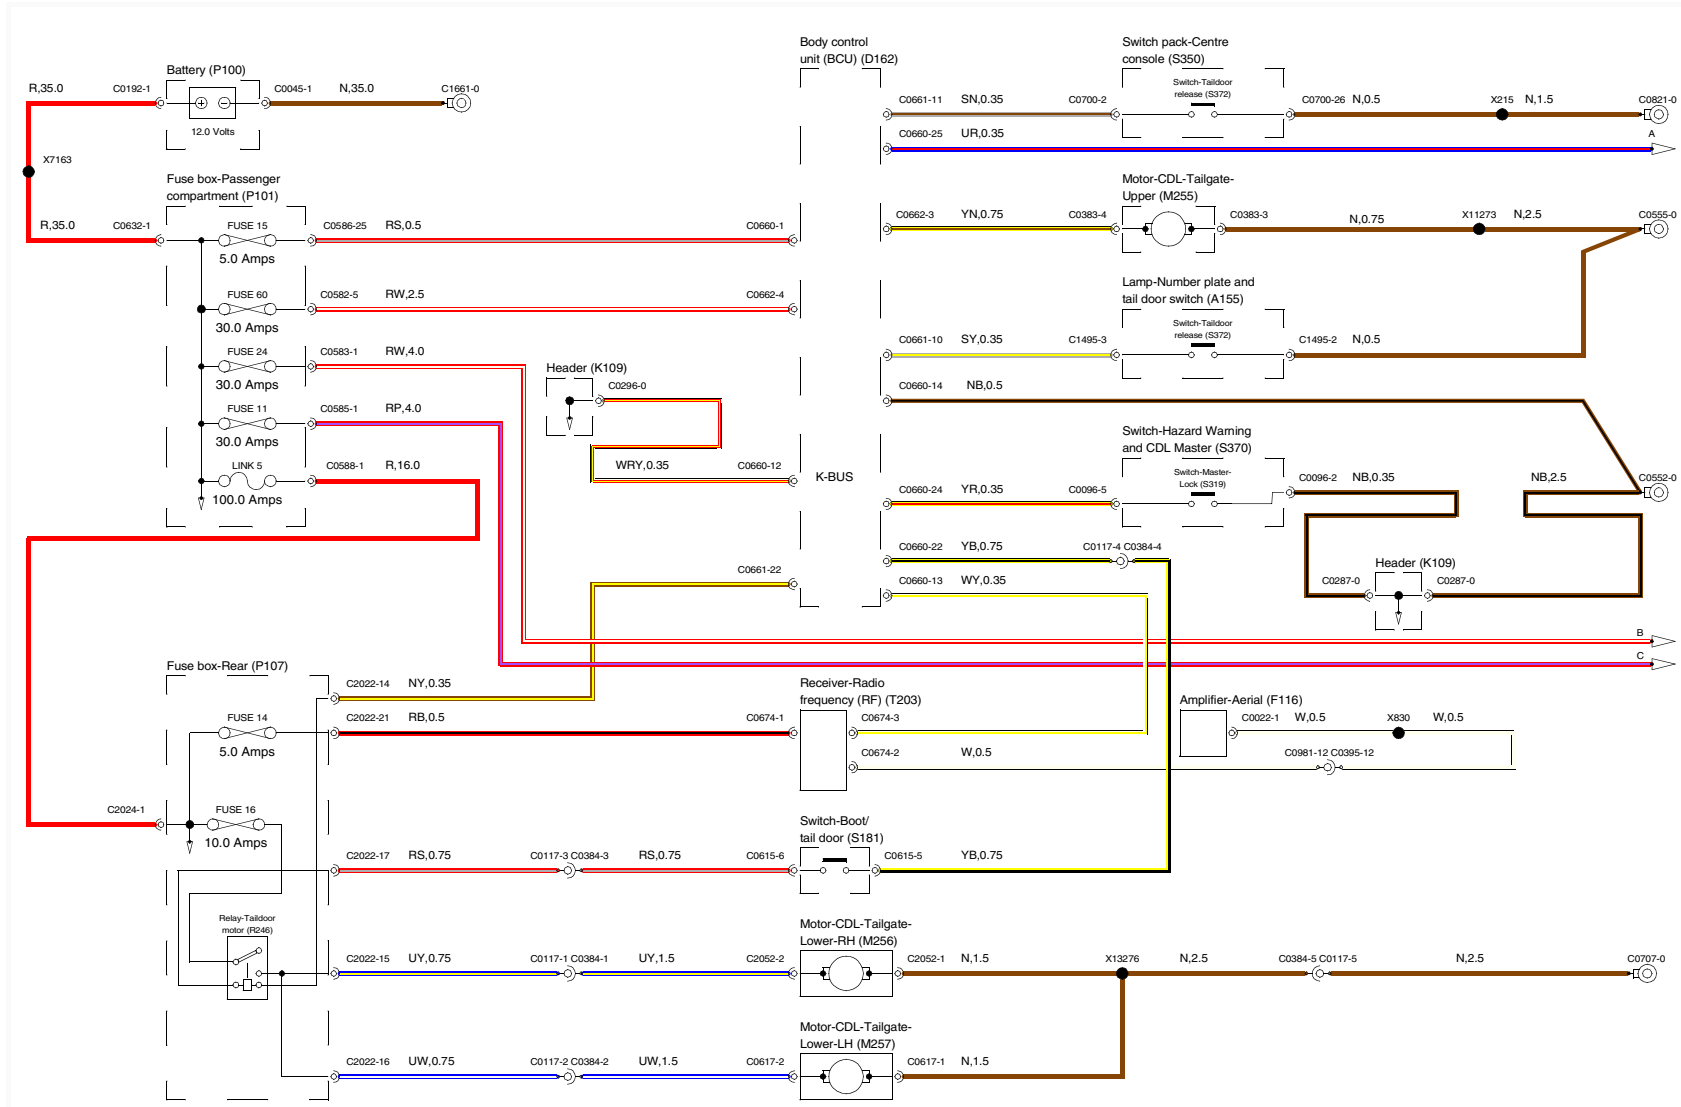 Body control
unit (BCU) (D162)
Switch pack-Centre
console (S350)
Battery (P100)
R,35.0
C0192-1
C0045-1
N,35.0
C1661-0
12.0 Volts
C0661-11
SN,0.35
C0700-2
Switch-Taildoor
release (S372)
C0700-26
N,0.5
X215
N,1.5
C0821-0
C0660-25
UR,0.35
A
X7163
Fuse box-Passenger
compartment (P101)
Motor-CDL-Tailgate-
Upper (M255)
R,35.0
C0632-1
FUSE 15
5.0 Amps
C0586-25
RS,0.5
C0660-1
C0662-3
YN,0.75
C0383-4
C0383-3
N,0.75
X11273
N,2.5
C0555-0
FUSE 60
30.0 Amps
C0582-5
RW,2.5
C0662-4
Lamp-Number plate and
tail door switch (A155)
Switch-Taildoor
release (S372)
C0661-10
SY,0.35
C1495-3
C1495-2
N,0.5
FUSE 24
30.0 Amps
C0583-1
RW,4.0
Header (K109)
C0296-0
C0660-14
NB,0.5
FUSE 11
30.0 Amps
C0585-1
RP,4.0
Switch-Hazard Warning
and CDL Master (S370)
LINK 5
100.0 Amps
C0588-1
R,16.0
WRY,0.35
C0660-12
K-BUS
Switch-Master-
Lock (S319)
C0660-24
YR,0.35
C0096-5
C0096-2
NB,0.35
NB,2.5
C0552-0
C0660-22
YB,0.75
C0117-4 C0384-4
C0661-22
C0660-13
WY,0.35
Header (K109)
C0287-0
C0287-0
B
C
Fuse box-Rear (P107)
C2022-14
NY,0.35
Receiver-Radio
frequency (RF) (T203)
Amplifier-Aerial (F116)
FUSE 14
5.0 Amps
C2022-21
RB,0.5
C0674-1
C0674-3
C0022-1
W,0.5
X830
W,0.5
C0674-2
W,0.5
C0981-12 C0395-12
C2024-1
FUSE 16
10.0 Amps
Switch-Boot/
tail door (S181)
C2022-17
RS,0.75
C0117-3 C0384-3
RS,0.75
C0615-6
C0615-5
YB,0.75
Relay-Taildoor
motor (R246)
Motor-CDL-Tailgate-
Lower-RH (M256)
C2022-15
UY,0.75
C0117-1 C0384-1
UY,1.5
C2052-2
C2052-1
N,1.5
X13276
N,2.5
C0384-5 C0117-5
N,2.5
C0707-0
Motor-CDL-Tailgate-
Lower-LH (M257)
C2022-16
UW,0.75
C0117-2 C0384-2
UW,1.5
C0617-2
C0617-1
N,1.5